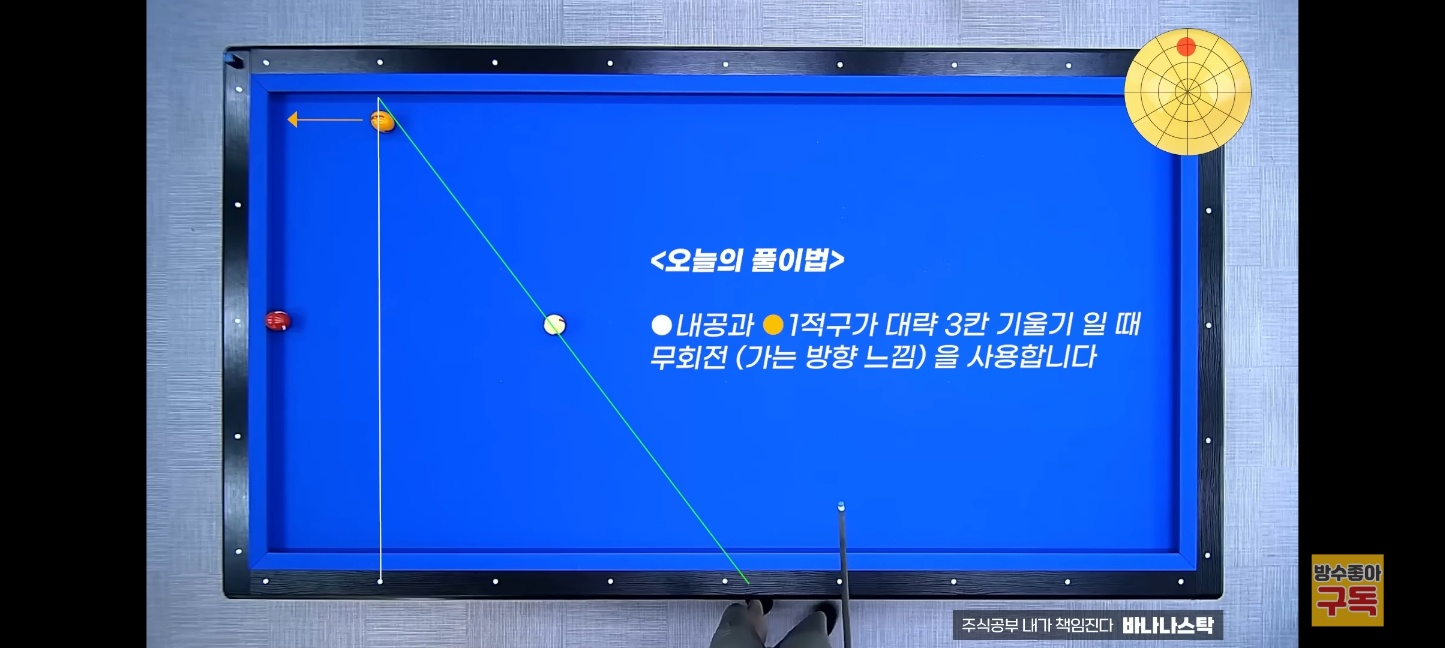 <오늘의 풀이법>
내공과 1적구가 대략 3칸 기울기 일 때
무회전 (가는 방향 느낌) 을 사용합니다
방수좋아
구독
주식공부 내가 책임진다 바나나스탁